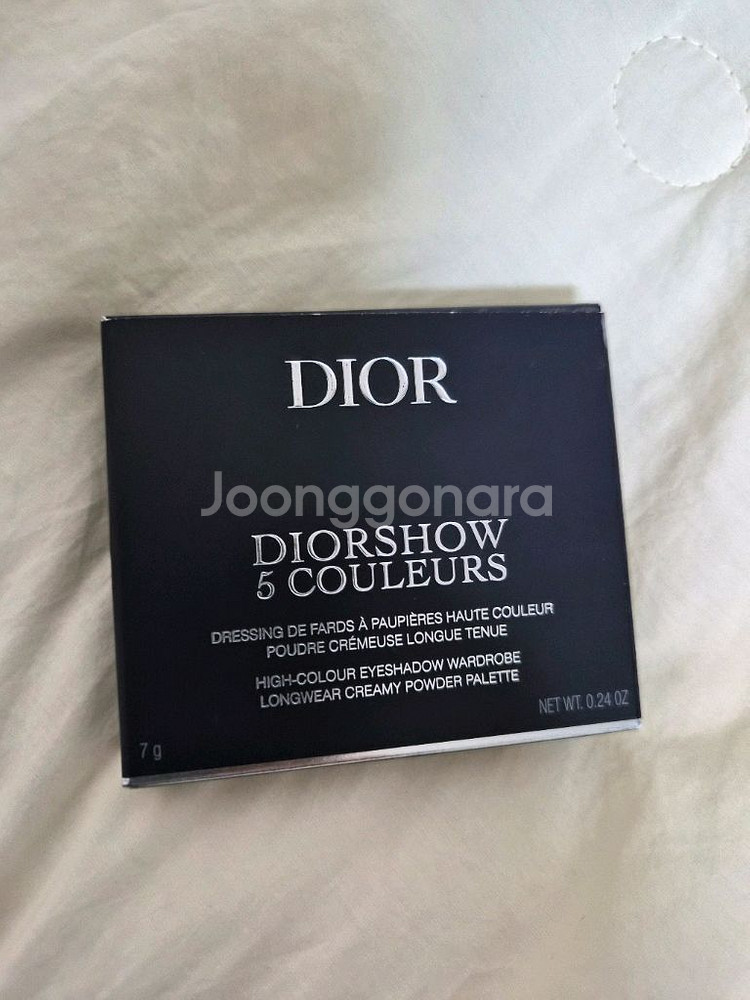 DIOR
Joonggonara
DIORSHOW
5 COULEURS
DRESSING DE FARDS À PAUPIÈRES HAUTE COULEUR
POUDRE CRÉMEUSE LONGUE TENUE
HIGH-COLOUR EYESHADOW WARDROBE
LONGWEAR CREAMY POWDER PALETTE
7 g
NET WT. 0.24 OZ